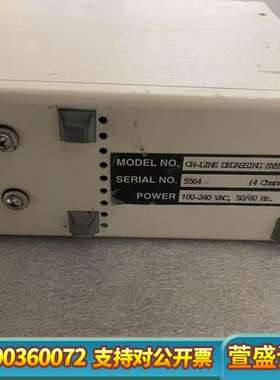 MODEL NO. ON-LINE DEGASSING SYS
SERIAL NO. 5564.. (4 Chann
POWER 100-240 VAC, 50/60 Hz.
00360072 支持对公开票 萱盛